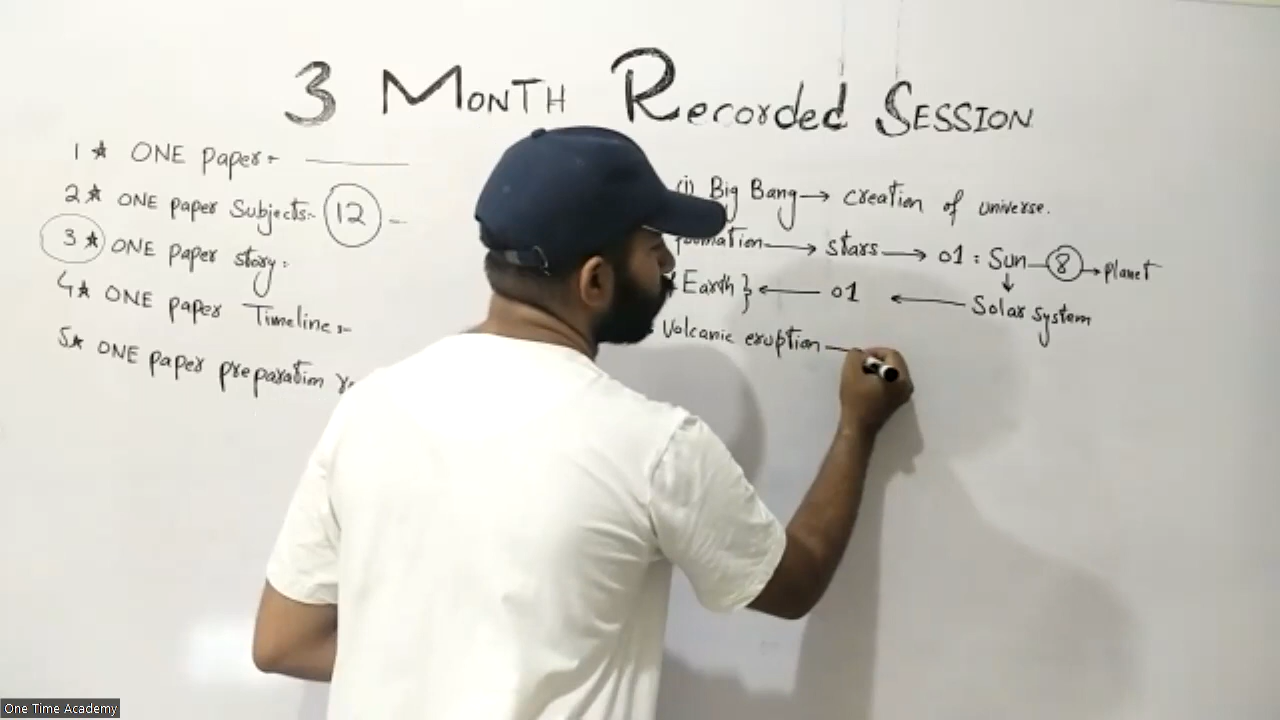 3 MONTH Recorded SESSION
1 ★ ONE paper:- ———
2 ★ ONE paper Subjects:- 12 -
3 ★ ONE paper story:
4 ★ ONE paper Timeline:-
5 ★ ONE paper preparation
(i) Big Bang → creation of universe.
formation → stars → 01 : Sun — 8 → planet
↓
{Earth} ← 01 ← Solar system
Volcanic eruption —
One Time Academy